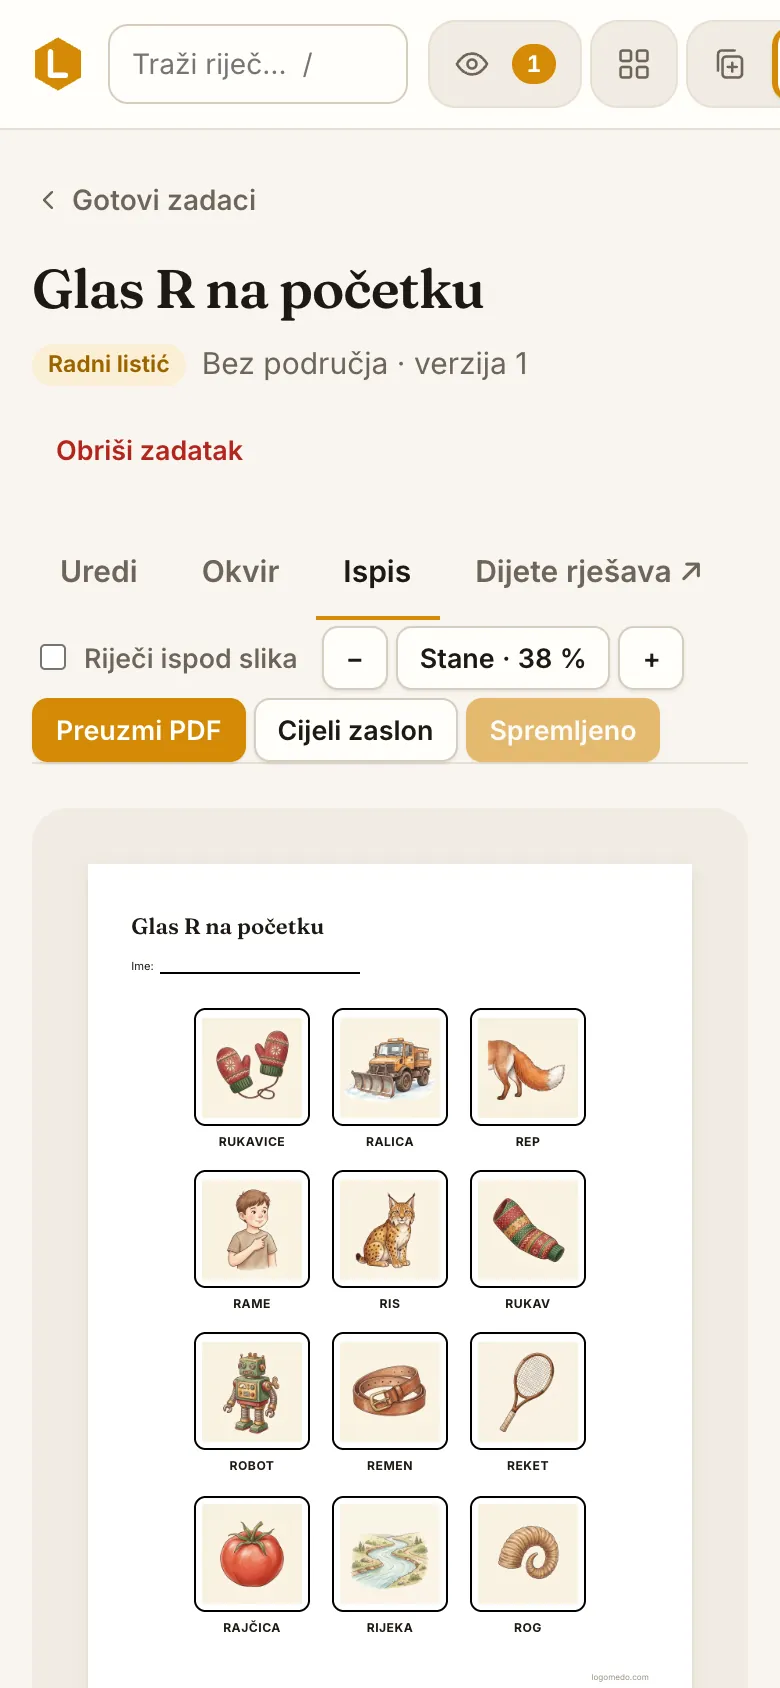 Traži riječ... /
1
Gotovi zadaci
Glas R na početku
Radni listić Bez područja · verzija 1
Obriši zadatak
Uredi Okvir Ispis Dijete rješava ↗
Riječi ispod slika − Stane · 38 % +
Preuzmi PDF Cijeli zaslon Spremljeno
Glas R na početku
Ime:
RUKAVICE RALICA REP
RAME RIS RUKAV
ROBOT REMEN REKET
RAJČICA RIJEKA ROG
logomedo.com